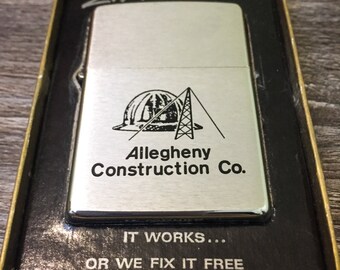 Allegheny
Construction Co.
IT WORKS...
OR WE FIX IT FREE